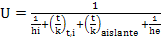 U = 1 / (1/hi + (t/k)t,i + (t/k)aislante + 1/he)